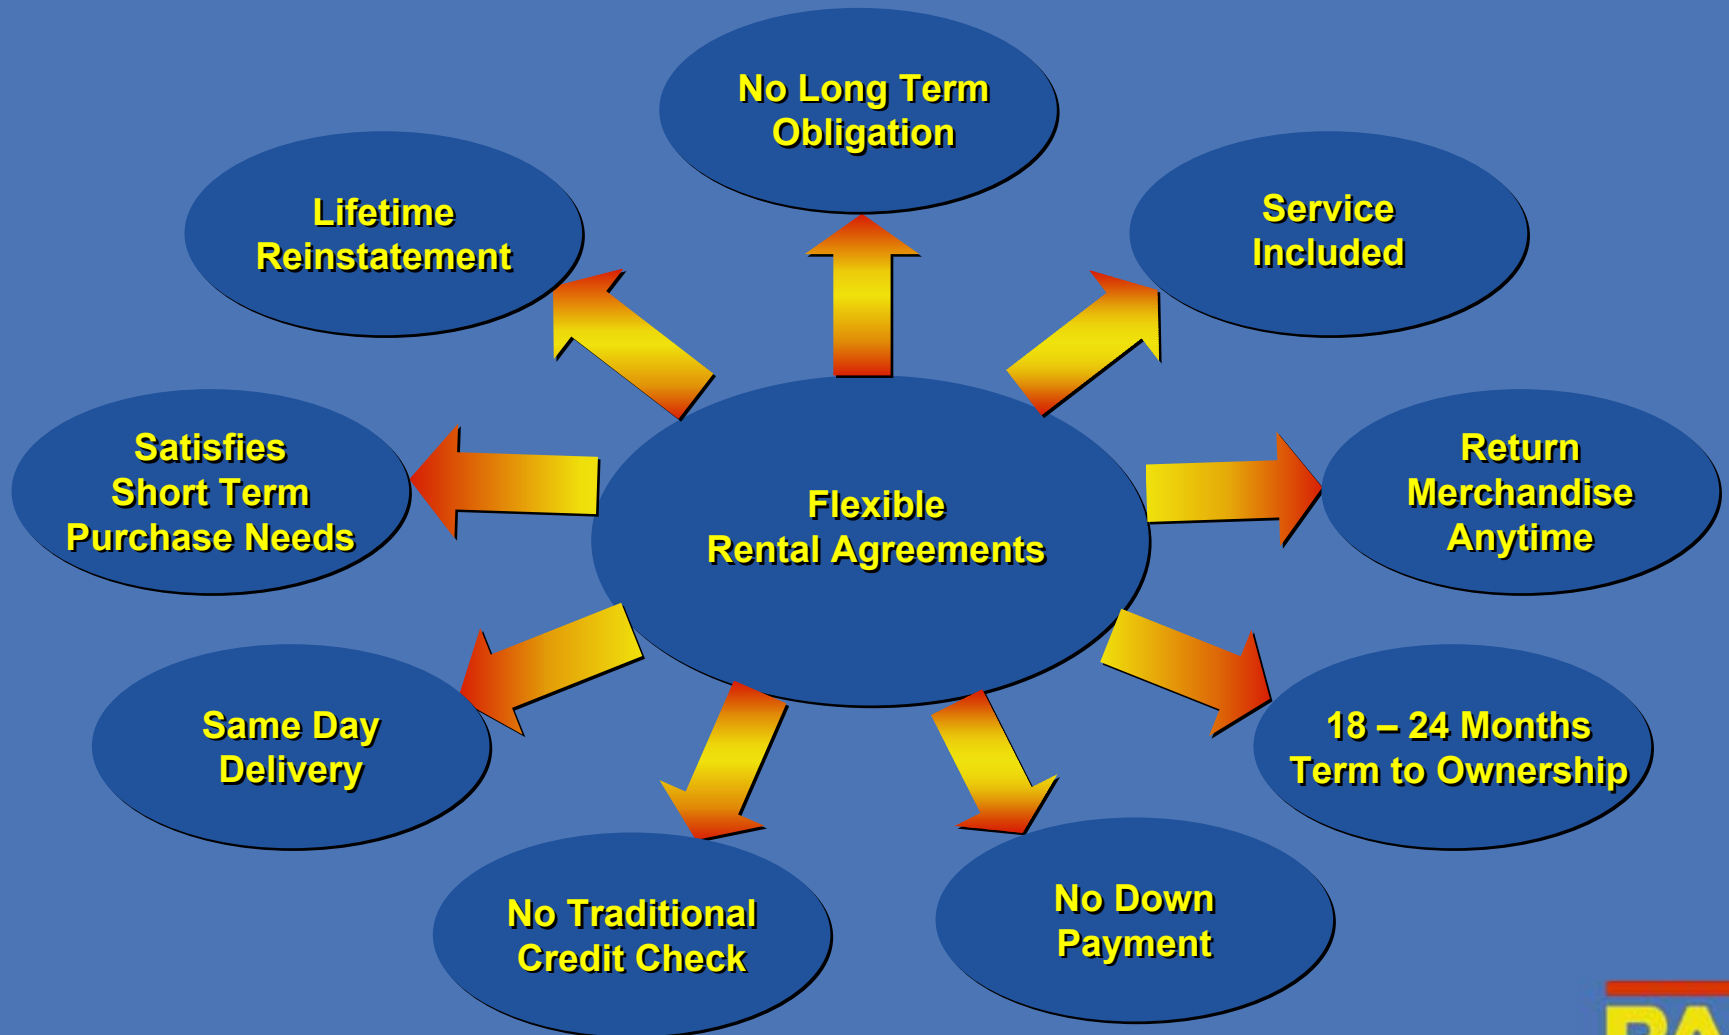 No Long Term
Obligation
Lifetime
Reinstatement
Service
Included
Satisfies
Short Term
Purchase Needs
Flexible
Rental Agreements
Return
Merchandise
Anytime
Same Day
Delivery
18 – 24 Months
Term to Ownership
No Traditional
Credit Check
No Down
Payment